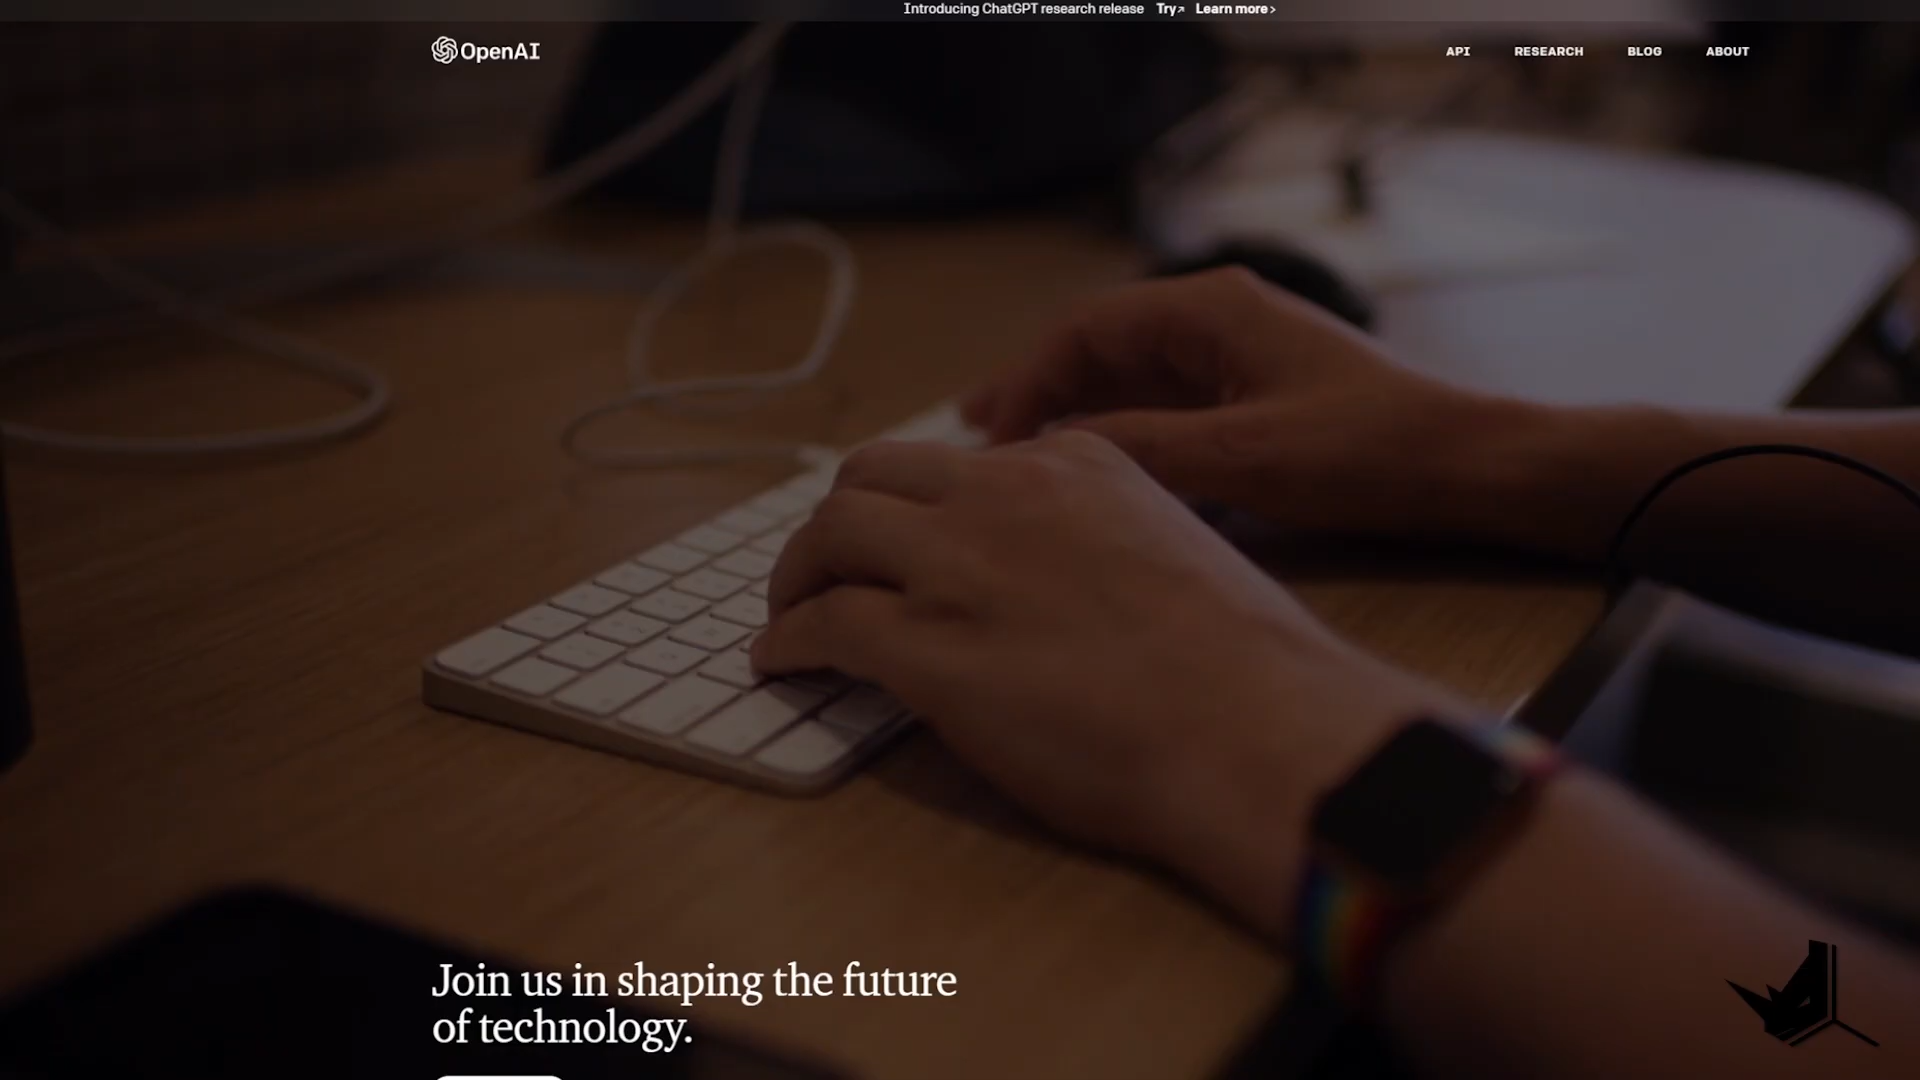 Introducing ChatGPT research release Try↗ Learn more›
OpenAI
API RESEARCH BLOG ABOUT
Join us in shaping the future
of technology.